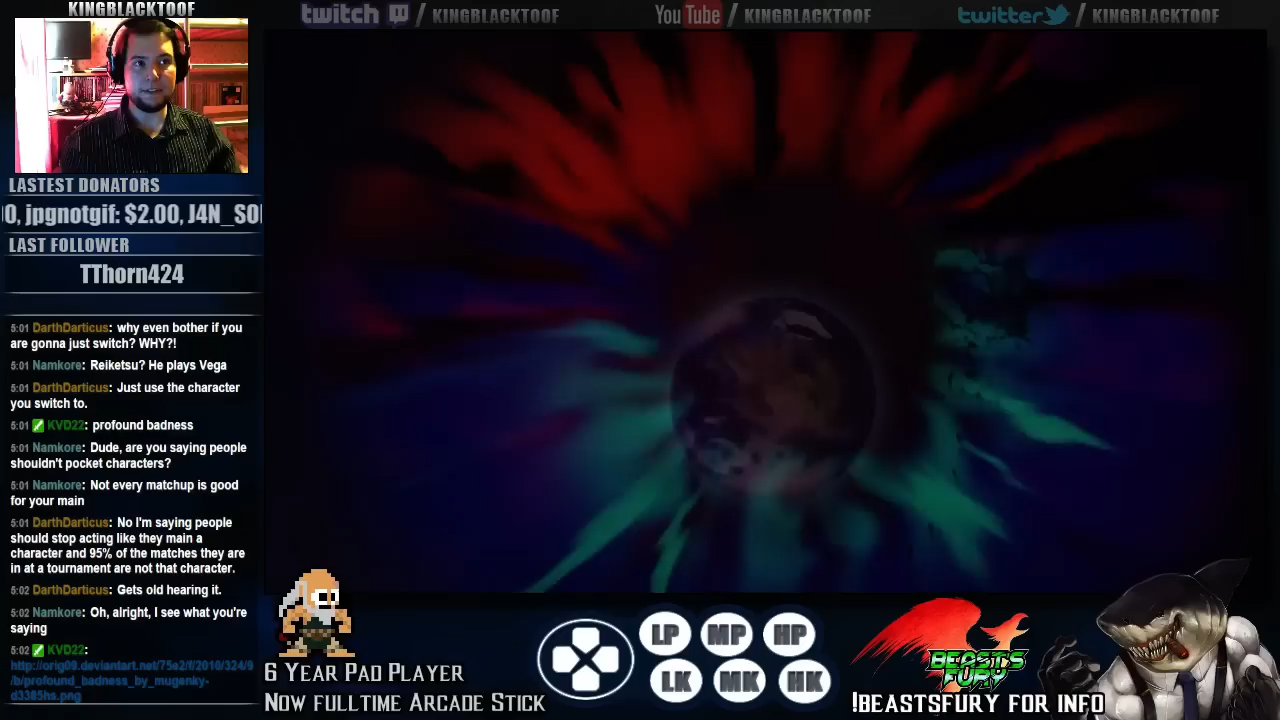 KINGBLACKTOOF
twitch / KINGBLACKTOOF
YouTube / KINGBLACKTOOF
twitter / KINGBLACKTOOF
LASTEST DONATORS
0, jpgnotgif: $2.00, J4N_SO
LAST FOLLOWER
TThorn424
5:01 DarthDarticus: why even bother if you
are gonna just switch? WHY?!
5:01 Namkore: Reiketsu? He plays Vega
5:01 DarthDarticus: Just use the character
you switch to.
5:01 KVD22: profound badness
5:01 Namkore: Dude, are you saying people
shouldn't pocket characters?
5:01 Namkore: Not every matchup is good
for your main
5:01 DarthDarticus: No I'm saying people
should stop acting like they main a
character and 95% of the matches they are
in at a tournament are not that character.
5:02 DarthDarticus: Gets old hearing it.
5:02 Namkore: Oh, alright, I see what you're
saying
5:02 KVD22:
http://orig09.deviantart.net/75e2/f/2010/324/9
/b/profound_badness_by_mugenky-
d3385hs.png
6 YEAR PAD PLAYER
NOW FULLTIME ARCADE STICK
LP MP HP
LK MK HK
BEAST'S
FURY
!BEASTSFURY FOR INFO